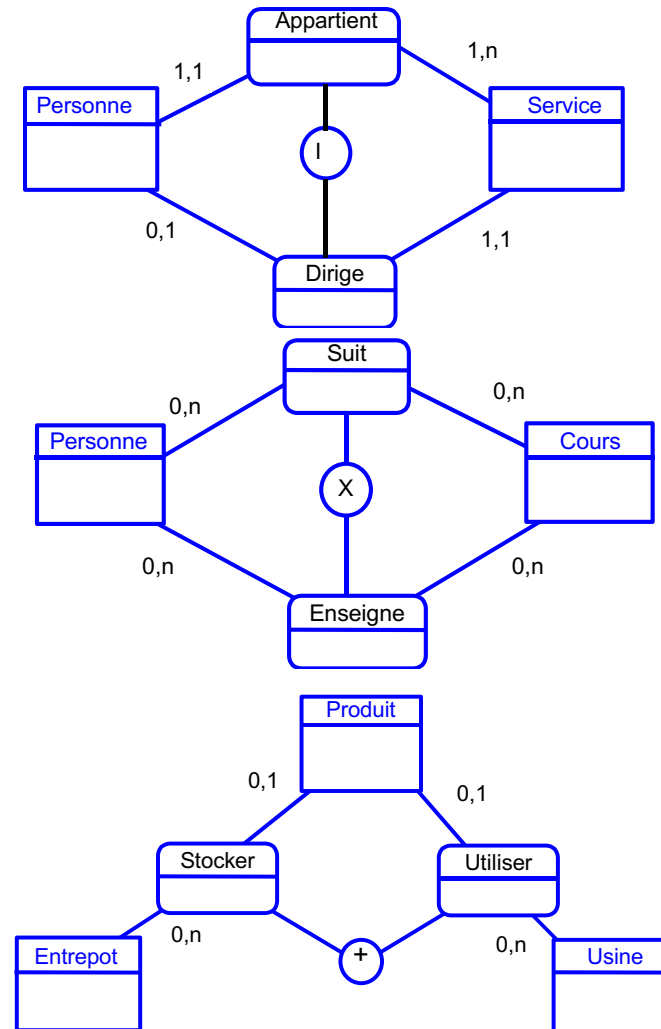 Appartient
1,1
1,n
Personne
Service
I
0,1
1,1
Dirige
Suit
0,n
0,n
Personne
Cours
X
0,n
0,n
Enseigne
Produit
0,1
0,1
Stocker
Utiliser
0,n
0,n
+
Entrepot
Usine